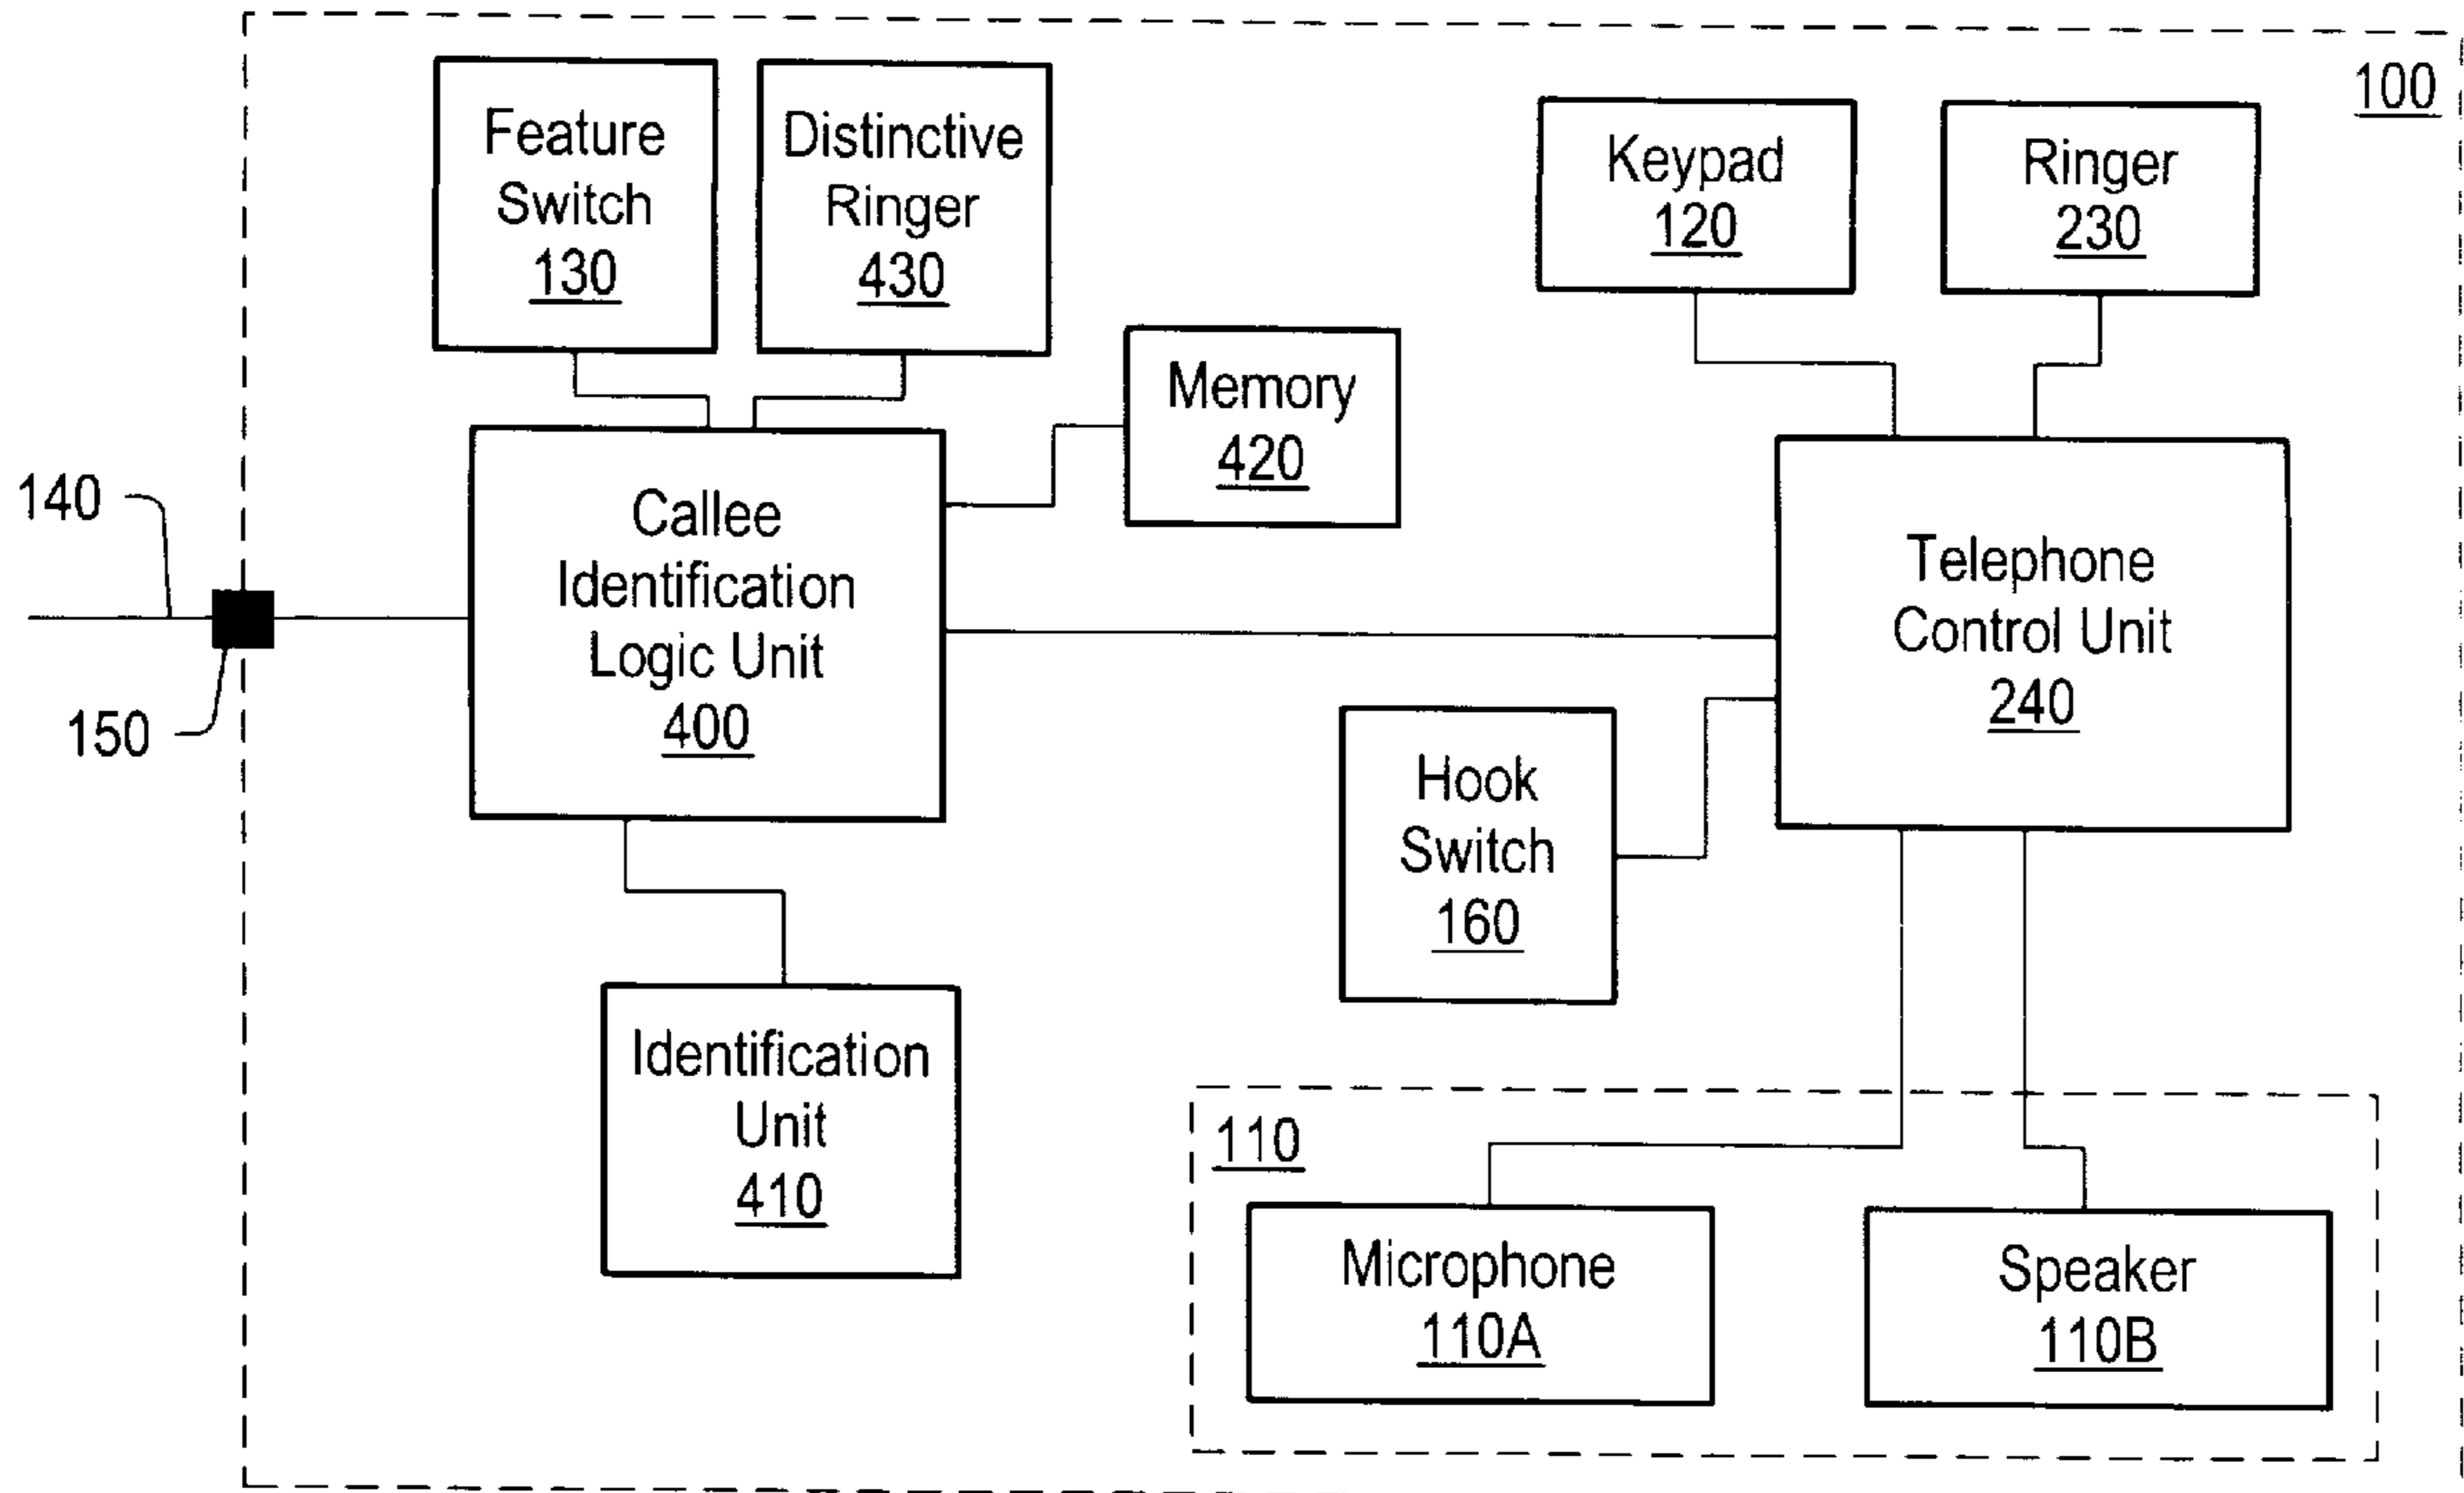 100
Feature
Switch
130
Distinctive
Ringer
430
Keypad
120
Ringer
230
Memory
420
140
150
Callee
Identification
Logic Unit
400
Telephone
Control Unit
240
Hook
Switch
160
Identification
Unit
410
110
Microphone
110A
Speaker
110B